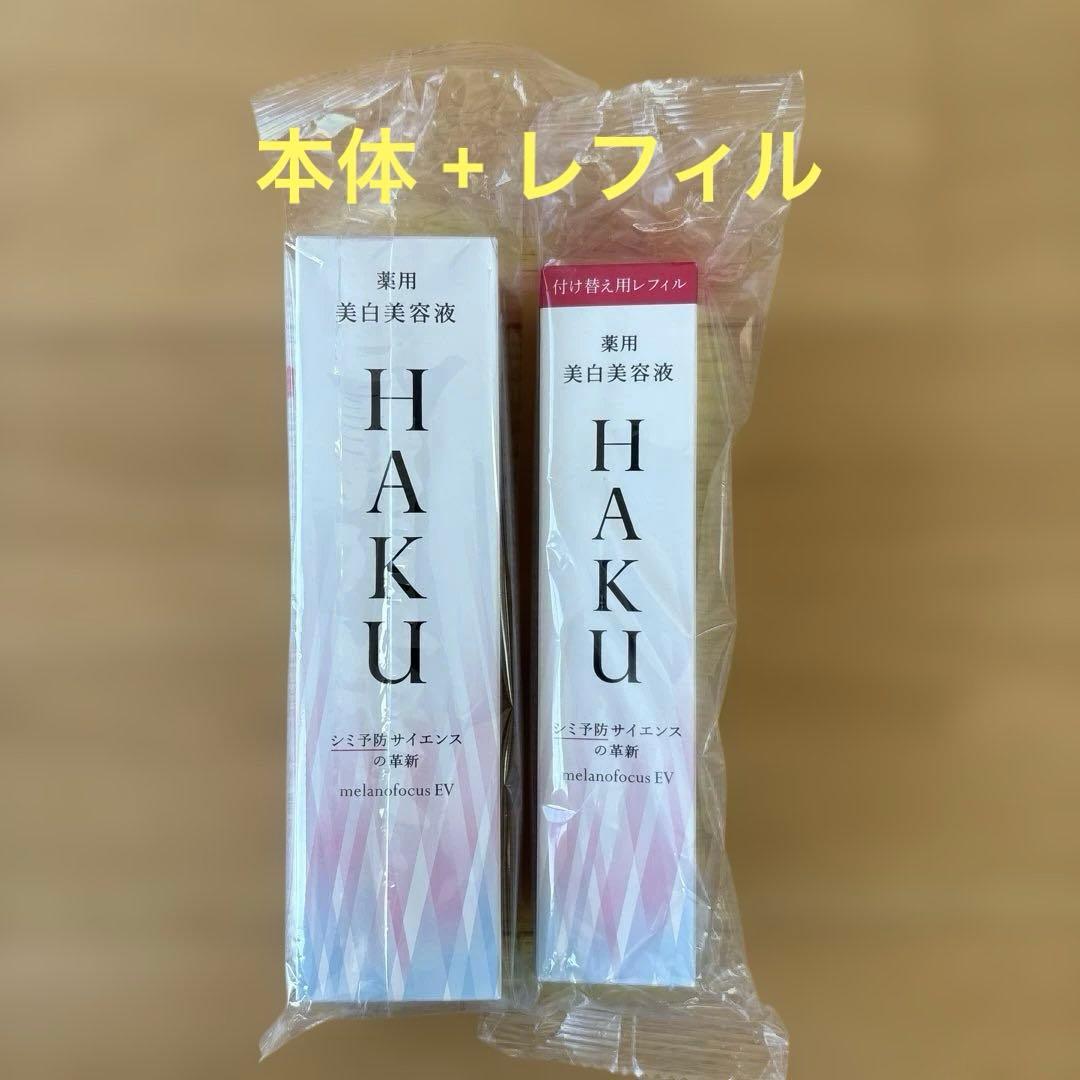 本体 + レフィル
薬用
美白美容液
HAKU
シミ予防サイエンス
の革新
melanofocus EV
付け替え用レフィル
薬用
美白美容液
HAKU
シミ予防サイエンス
の革新
melanofocus EV